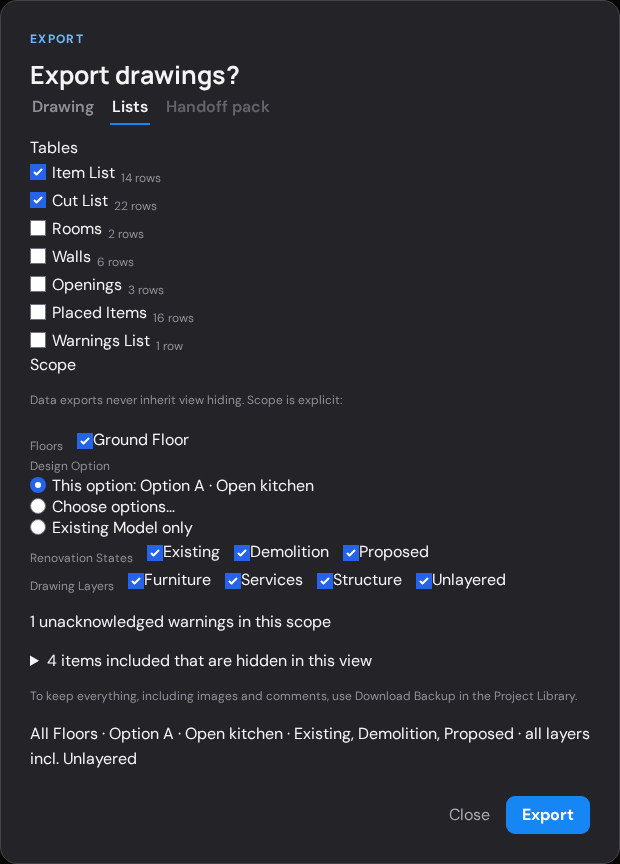 EXPORT
Export drawings?
Drawing Lists Handoff pack
Tables
Item List 14 rows
Cut List 22 rows
Rooms 2 rows
Walls 6 rows
Openings 3 rows
Placed Items 16 rows
Warnings List 1 row
Scope
Data exports never inherit view hiding. Scope is explicit:
Floors Ground Floor
Design Option
This option: Option A · Open kitchen
Choose options...
Existing Model only
Renovation States Existing Demolition Proposed
Drawing Layers Furniture Services Structure Unlayered
1 unacknowledged warnings in this scope
4 items included that are hidden in this view
To keep everything, including images and comments, use Download Backup in the Project Library.
All Floors · Option A · Open kitchen · Existing, Demolition, Proposed · all layers
incl. Unlayered
Close Export